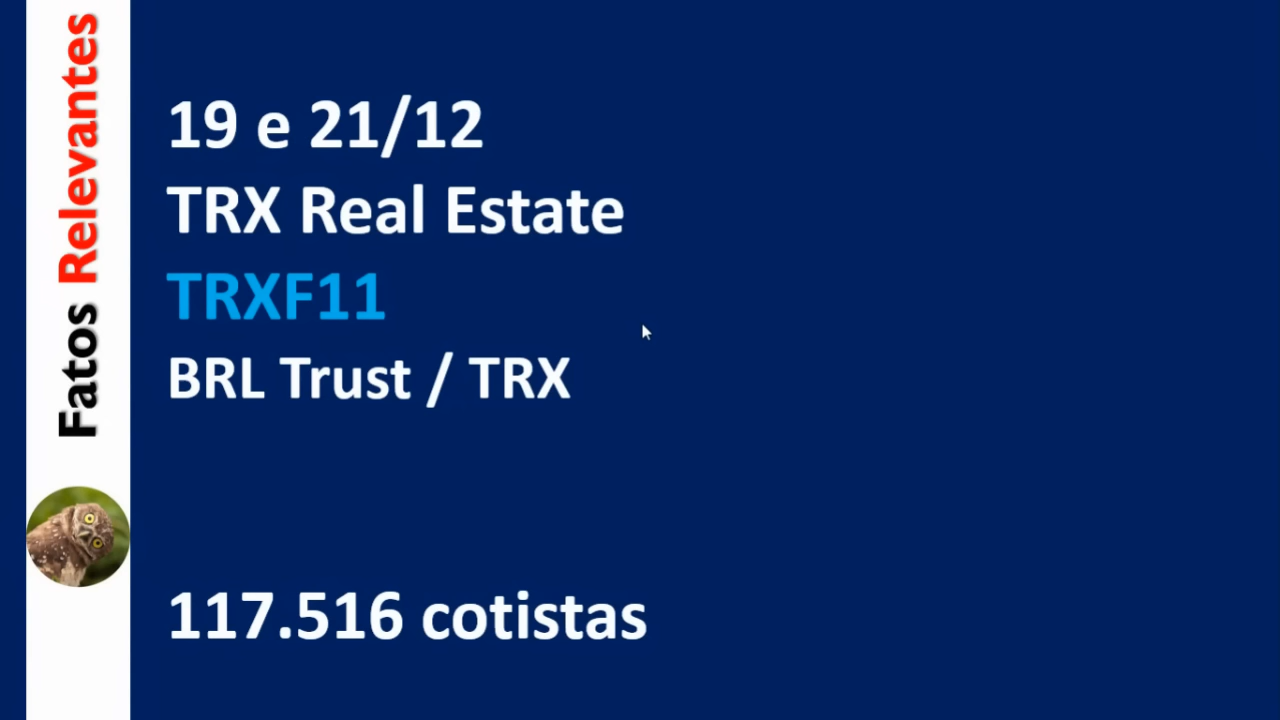 Fatos Relevantes
19 e 21/12
TRX Real Estate
TRXF11
BRL Trust / TRX
117.516 cotistas